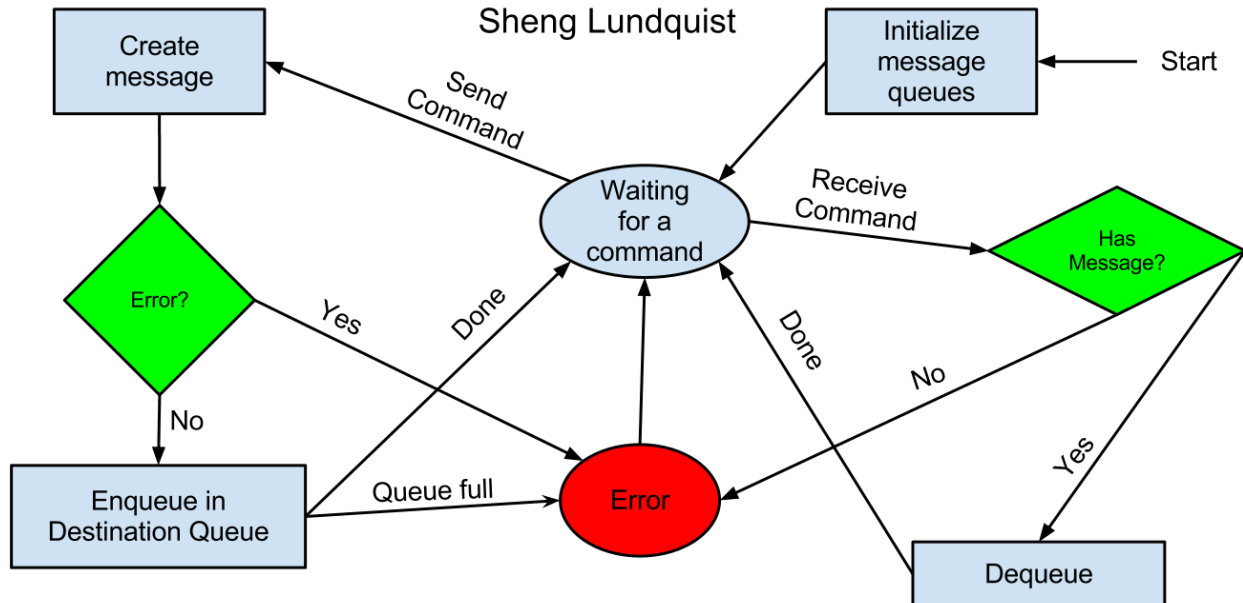 Sheng Lundquist
Create
message
Initialize
message
queues
Start
Send
Command
Waiting
for a
command
Receive
Command
Has
Message?
Error?
Yes
Done
Done
No
No
Yes
Enqueue in
Destination Queue
Queue full
Error
Dequeue